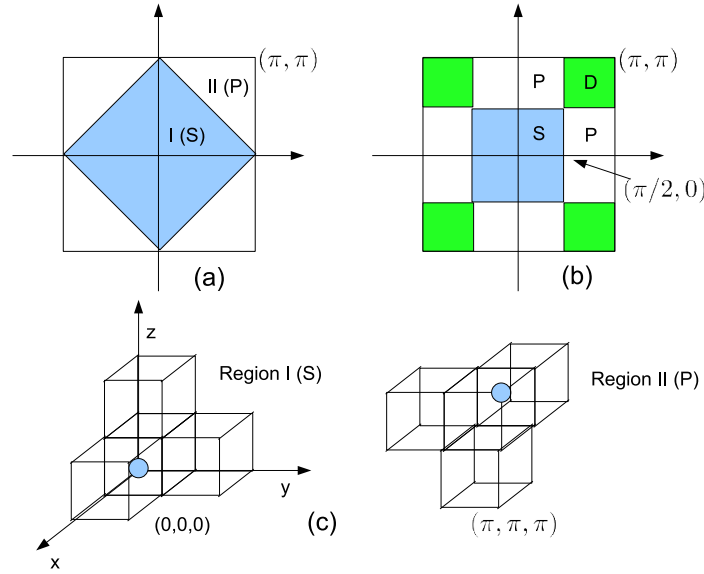 (π, π)
II (P)
I (S)
(a)
(π, π)
P
D
S
P
(π/2, 0)
(b)
z
Region I (S)
y
(0,0,0)
x
(c)
Region II (P)
(π, π, π)